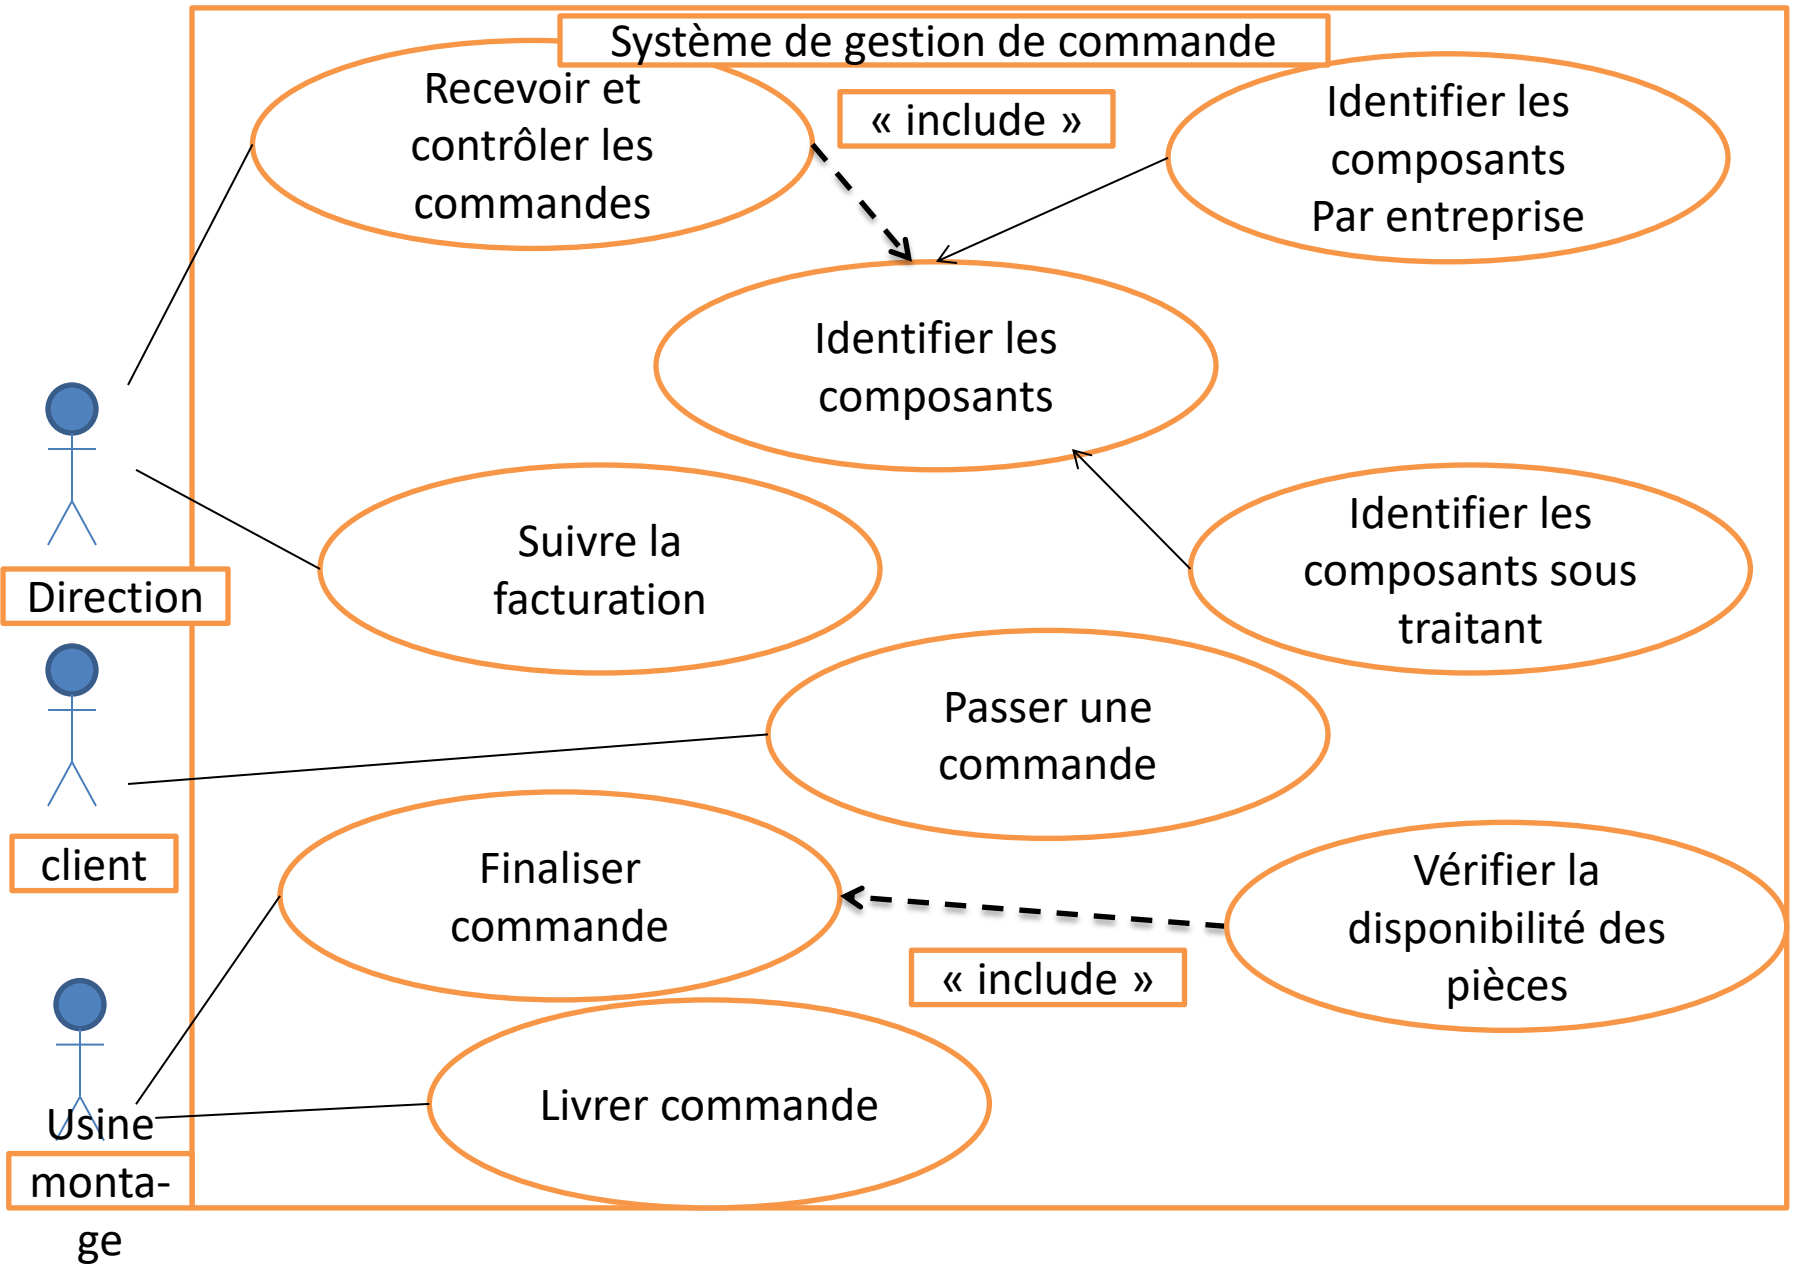 Système de gestion de commande
Recevoir et
contrôler les
commandes
« include »
Identifier les
composants
Par entreprise
Identifier les
composants
Suivre la
facturation
Identifier les
composants sous
traitant
Direction
Passer une
commande
client
Finaliser
commande
Vérifier la
disponibilité des
pièces
« include »
Livrer commande
Usine
monta-
ge